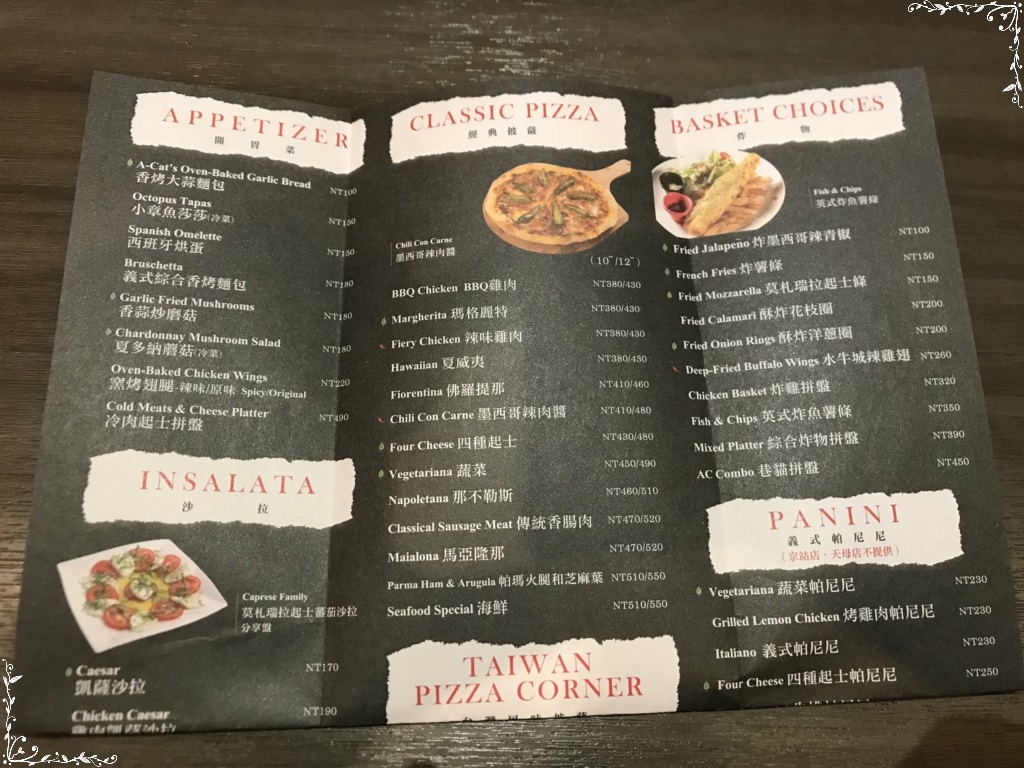 APPETIZER
開胃菜
A-Cat's Oven-Baked Garlic Bread
香烤大蒜麵包 NT100
Octopus Tapas
小章魚莎莎(冷菜) NT150
Spanish Omelette
西班牙烘蛋 NT150
Bruschetta
義式綜合香烤麵包 NT180
Garlic Fried Mushrooms
香蒜炒蘑菇 NT180
Chardonnay Mushroom Salad
夏多納蘑菇(冷菜) NT180
Oven-Baked Chicken Wings
窯烤翅腿-辣味/原味 Spicy/Original NT220
Cold Meats & Cheese Platter
冷肉起士拼盤 NT490
INSALATA
沙拉
Caprese Family
莫札瑞拉起士蕃茄沙拉
分享盤
Caesar NT170
凱薩沙拉
Chicken Caesar NT190
雞肉凱薩沙拉
CLASSIC PIZZA
經典披薩
Chili Con Carne
墨西哥辣肉醬
(10"/12")
BBQ Chicken BBQ雞肉 NT380/430
Margherita 瑪格麗特 NT380/430
Fiery Chicken 辣味雞肉 NT380/430
Hawaiian 夏威夷 NT380/430
Fiorentina 佛羅提那 NT410/460
Chili Con Carne 墨西哥辣肉醬 NT410/480
Four Cheese 四種起士 NT430/480
Vegetariana 蔬菜 NT450/490
Napoletana 那不勒斯 NT460/510
Classical Sausage Meat 傳統香腸肉 NT470/520
Maialona 馬亞隆那 NT470/520
Parma Ham & Arugula 帕瑪火腿和芝麻葉 NT510/550
Seafood Special 海鮮 NT510/550
TAIWAN
PIZZA CORNER
BASKET CHOICES
炸物
Fish & Chips
英式炸魚薯條
Fried Jalapeno 炸墨西哥辣青椒 NT100
French Fries 炸薯條 NT150
Fried Mozzarella 莫札瑞拉起士條 NT150
Fried Calamari 酥炸花枝圈 NT200
Fried Onion Rings 酥炸洋蔥圈 NT200
Deep-Fried Buffalo Wings 水牛城辣雞翅 NT260
Chicken Basket 炸雞拼盤 NT320
Fish & Chips 英式炸魚薯條 NT350
Mixed Platter 綜合炸物拼盤 NT390
AC Combo 巷貓拼盤 NT450
PANINI
義式帕尼尼
(京站店、天母店不提供)
Vegetariana 蔬菜帕尼尼 NT230
Grilled Lemon Chicken 烤雞肉帕尼尼 NT230
Italiano 義式帕尼尼 NT230
Four Cheese 四種起士帕尼尼 NT250